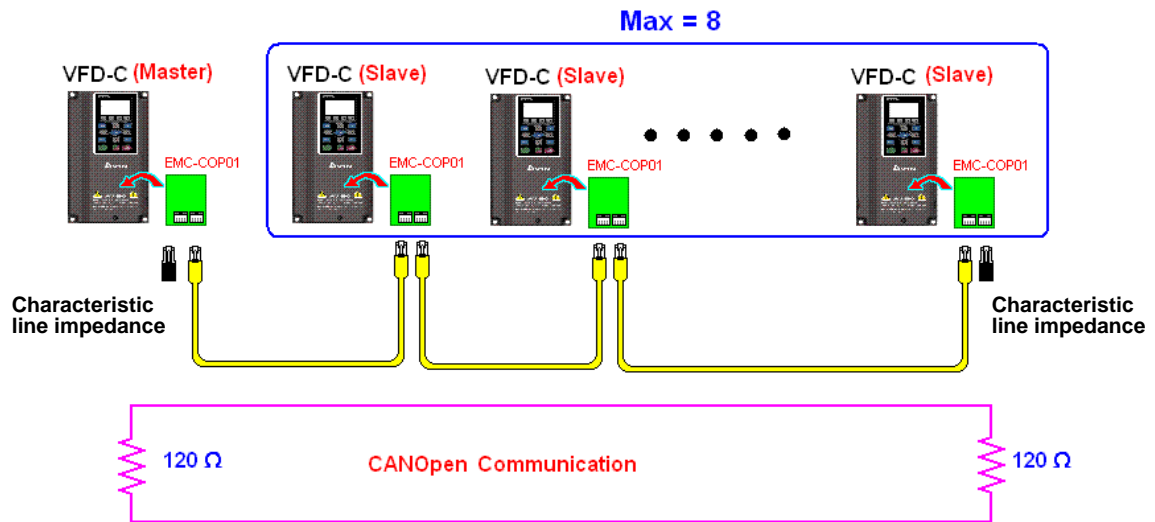 Max = 8
VFD-C (Master)
VFD-C (Slave)
VFD-C (Slave)
VFD-C (Slave)
EMC-COP01
EMC-COP01
EMC-COP01
EMC-COP01
Characteristic
line impedance
Characteristic
line impedance
120 Ω
CANOpen Communication
120 Ω